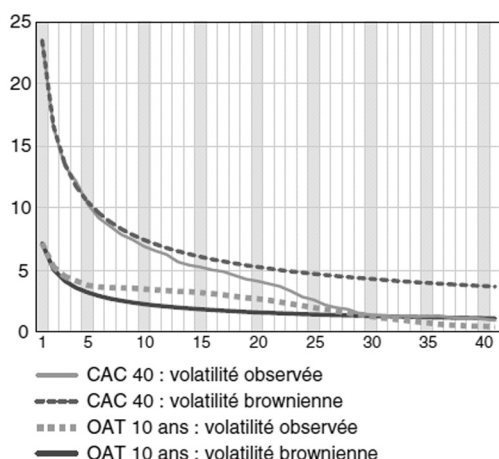 25
20
15
10
5
0
1 5 10 15 20 25 30 35 40
CAC 40 : volatilité observée
CAC 40 : volatilité brownienne
OAT 10 ans : volatilité observée
OAT 10 ans : volatilité brownienne